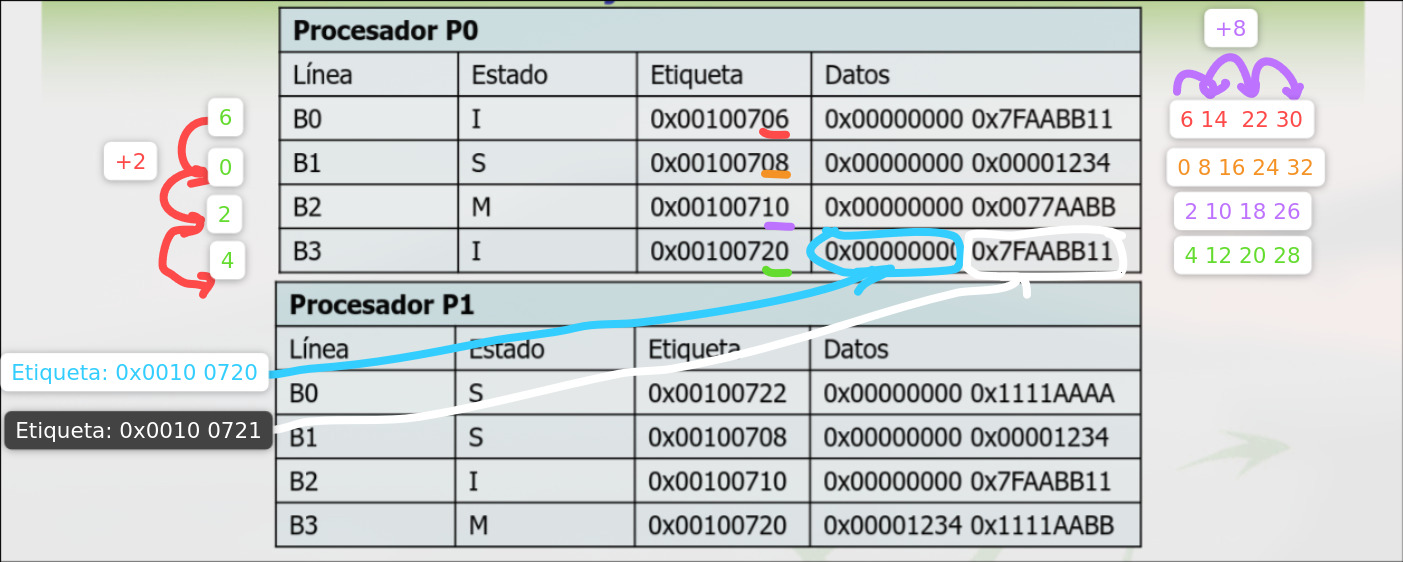 Procesador P0
Línea Estado Etiqueta Datos
B0 I 0x00100706 0x00000000 0x7FAABB11
B1 S 0x00100708 0x00000000 0x00001234
B2 M 0x00100710 0x00000000 0x0077AABB
B3 I 0x00100720 0x00000000 0x7FAABB11
+8
6 14 22 30
0 8 16 24 32
2 10 18 26
4 12 20 28
+2
6
0
2
4
Procesador P1
Línea Estado Etiqueta Datos
B0 S 0x00100722 0x00000000 0x1111AAAA
B1 S 0x00100708 0x00000000 0x00001234
B2 I 0x00100710 0x00000000 0x7FAABB11
B3 M 0x00100720 0x00001234 0x1111AABB
Etiqueta: 0x0010 0720
Etiqueta: 0x0010 0721